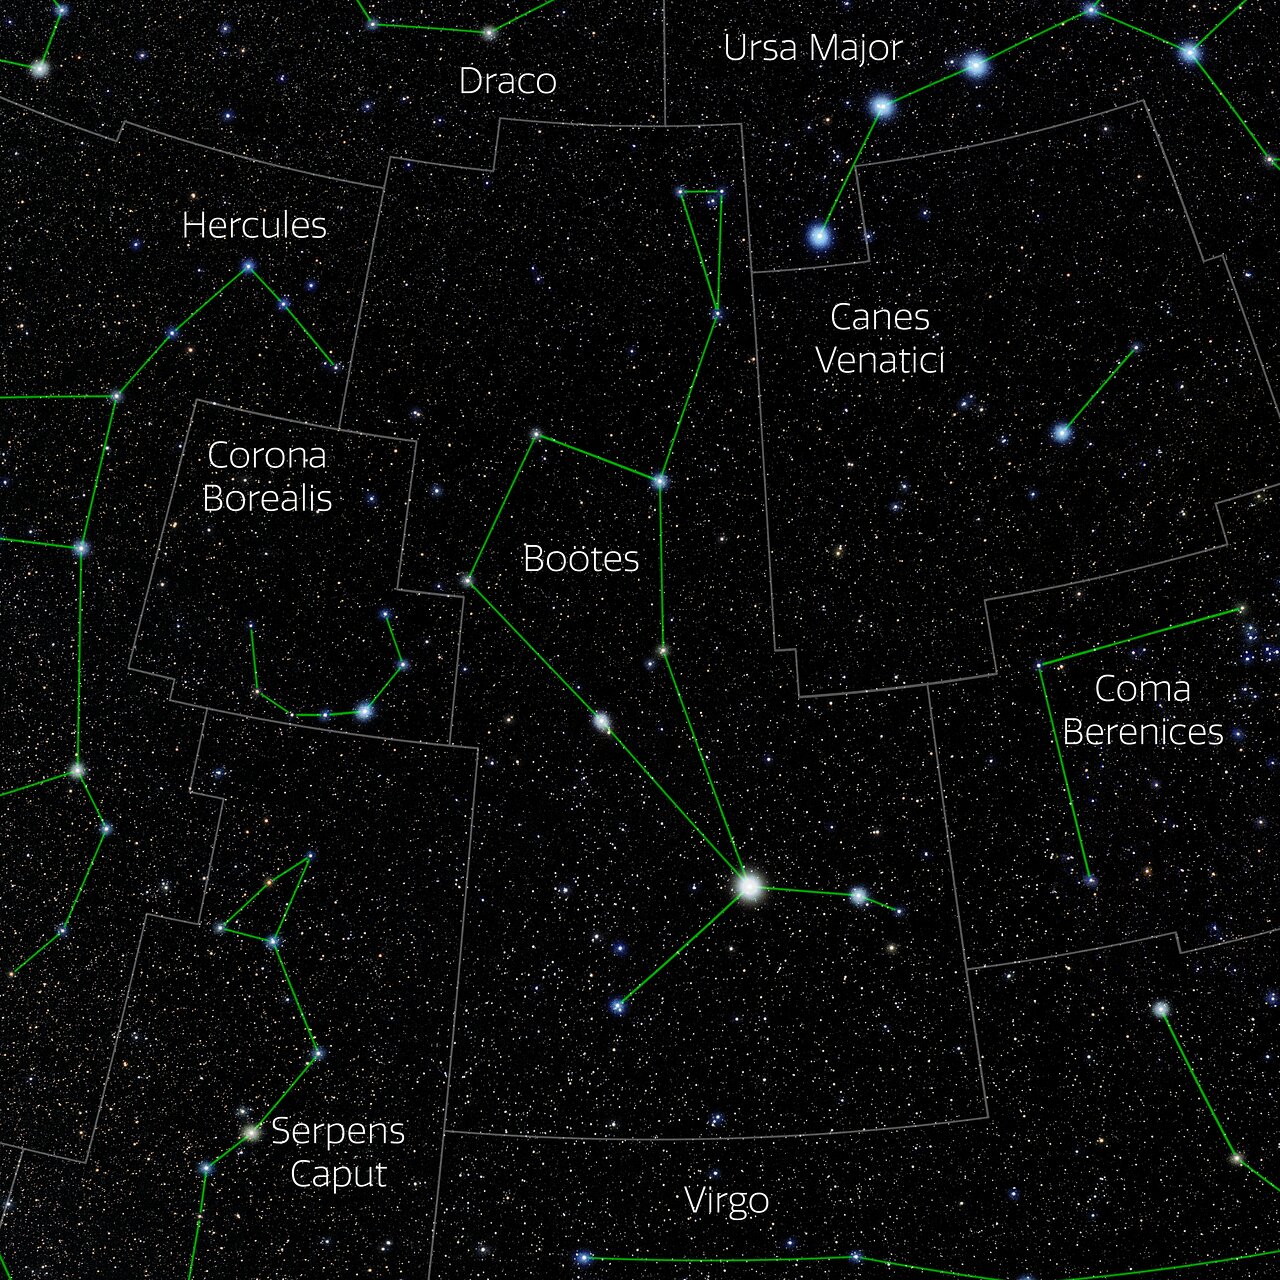 Ursa Major
Draco
Hercules
Canes
Venatici
Corona
Borealis
Boötes
Coma
Berenices
Serpens
Caput
Virgo